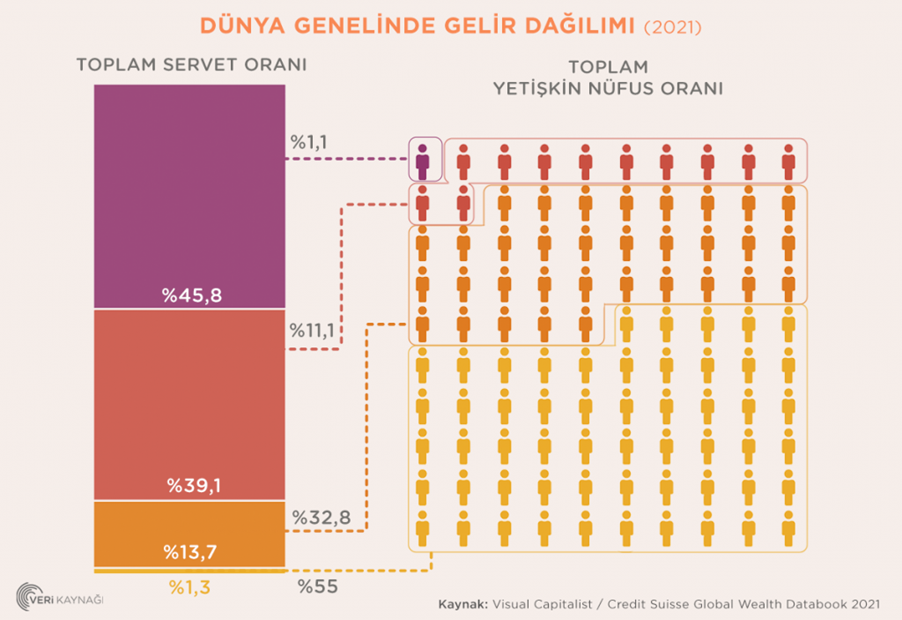 DÜNYA GENELİNDE GELİR DAĞILIMI (2021)
TOPLAM SERVET ORANI
TOPLAM
YETİŞKİN NÜFUS ORANI
%1,1
%45,8
%11,1
%39,1
%32,8
%13,7
%1,3
%55
VERİ KAYNAĞI
Kaynak: Visual Capitalist / Credit Suisse Global Wealth Databook 2021